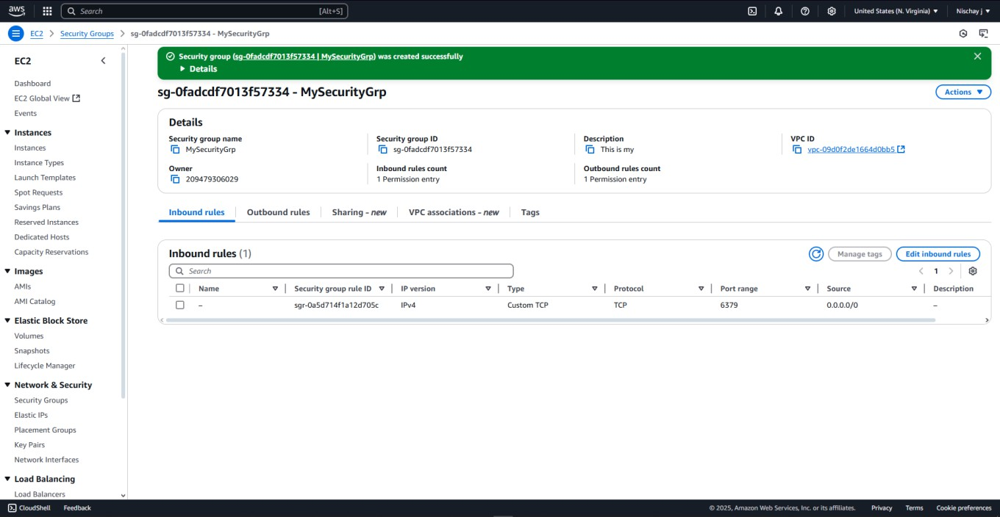 aws
Search [Alt+S]
United States (N. Virginia)
Nischay j
EC2 > Security Groups > sg-0fadcdf7013f57334 - MySecurityGrp
EC2
Dashboard
EC2 Global View
Events
Instances
Instances
Instance Types
Launch Templates
Spot Requests
Savings Plans
Reserved Instances
Dedicated Hosts
Capacity Reservations
Images
AMIs
AMI Catalog
Elastic Block Store
Volumes
Snapshots
Lifecycle Manager
Network & Security
Security Groups
Elastic IPs
Placement Groups
Key Pairs
Network Interfaces
Load Balancing
Load Balancers
Security group (sg-0fadcdf7013f57334 | MySecurityGrp) was created successfully
Details
sg-0fadcdf7013f57334 - MySecurityGrp
Actions
Details
Security group name
MySecurityGrp
Security group ID
sg-0fadcdf7013f57334
Description
This is my
VPC ID
vpc-09d0f2de1664d0bb5
Owner
209479306029
Inbound rules count
1 Permission entry
Outbound rules count
1 Permission entry
Inbound rules Outbound rules Sharing - new VPC associations - new Tags
Inbound rules (1)
Manage tags
Edit inbound rules
Search
1
Name Security group rule ID IP version Type Protocol Port range Source Description
– sgr-0a5d714f1a12d705c IPv4 Custom TCP TCP 6379 0.0.0.0/0 –
CloudShell Feedback © 2025, Amazon Web Services, Inc. or its affiliates. Privacy Terms Cookie preferences